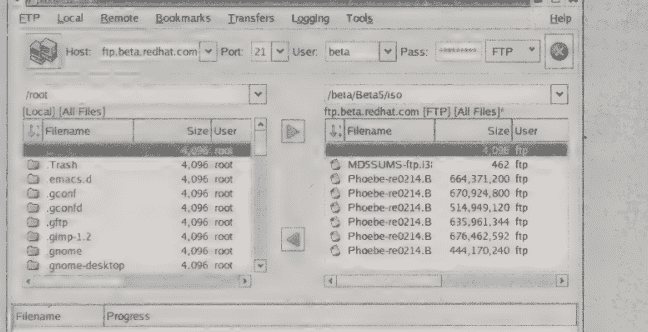 FTP Local Remote Bookmarks Transfers Logging Tools Help
Host: ftp.beta.redhat.com Port: 21 User: beta Pass: ******** FTP
/root
[Local] [All Files]
Filename Size User
4,096 root
.Trash 4,096 root
emacs.d 4,096 root
.gconf 4,096 root
.gconfd 4,096 root
.gftp 4,096 root
.gimp-1.2 4,096 root
gnome 4,096 root
gnome-desktop 4,096 root
/beta/Beta5/iso
ftp.beta.redhat.com [FTP] [All Files]*
Filename Size User
4,096 ftp
MD5SUMS-ftp.i3 462 ftp
Phoebe-re0214.B 664,371,200 ftp
Phoebe-re0214.B 670,924,800 ftp
Phoebe-re0214.B 514,949,120 ftp
Phoebe-re0214.B 635,961,344 ftp
Phoebe-re0214.B 676,462,592 ftp
Phoebe-re0214.B 444,170,240 ftp
Filename Progress